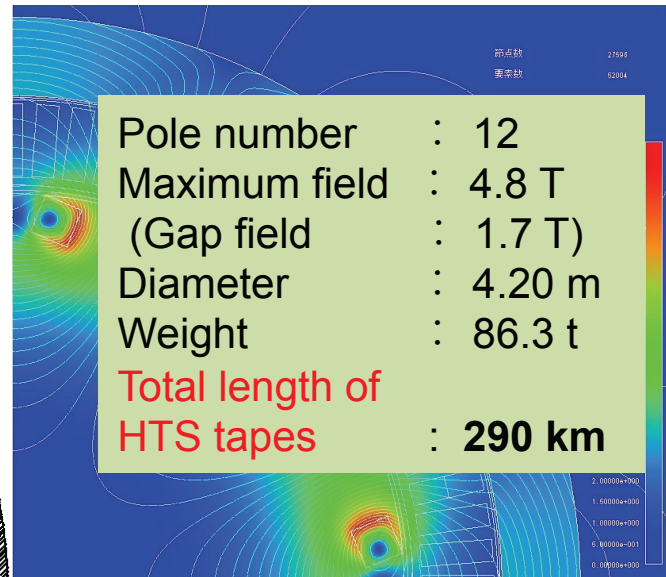 節点数 27598
要素数 52004
Pole number : 12
Maximum field : 4.8 T
(Gap field : 1.7 T)
Diameter : 4.20 m
Weight : 86.3 t
Total length of
HTS tapes : 290 km
2.00000e+000
1.50000e+000
1.00000e+000
5.00000e-001
0.00000e+000